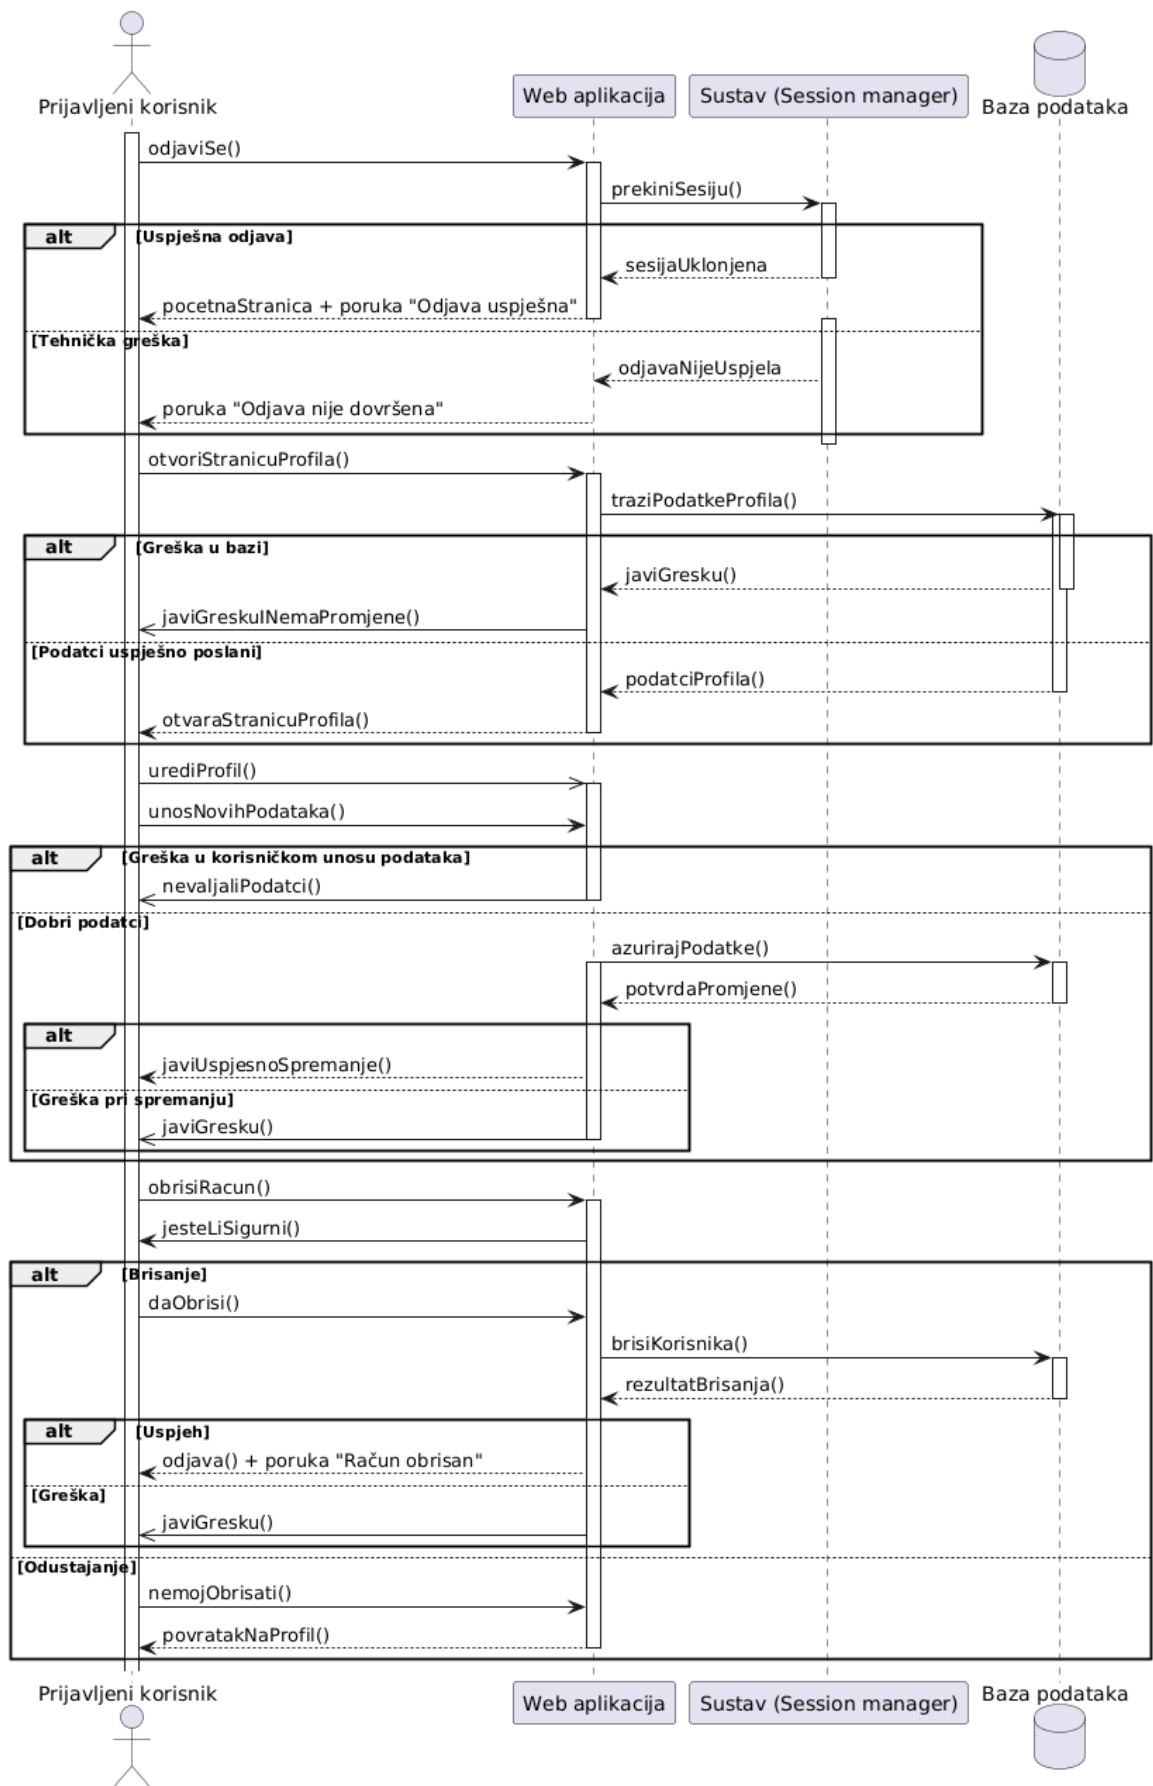 Prijavljeni korisnik
Web aplikacija
Sustav (Session manager)
Baza podataka
odjaviSe()
prekiniSesiju()
alt
[Uspješna odjava]
sesijaUklonjena
pocetnaStranica + poruka "Odjava uspješna"
[Tehnička greška]
odjavaNijeUspjela
poruka "Odjava nije dovršena"
otvoriStranicuProfila()
traziPodatkeProfila()
alt
[Greška u bazi]
javiGresku()
javiGreskuINemaPromjene()
[Podatci uspješno poslani]
podatciProfila()
otvaraStranicuProfila()
urediProfil()
unosNovihPodataka()
alt
[Greška u korisničkom unosu podataka]
nevaljaliPodatci()
[Dobri podatci]
azurirajPodatke()
potvrdaPromjene()
alt
javiUspjesnoSpremanje()
[Greška pri spremanju]
javiGresku()
obrisiRacun()
jesteLiSigurni()
alt
[Brisanje]
daObrisi()
brisiKorisnika()
rezultatBrisanja()
alt
[Uspjeh]
odjava() + poruka "Račun obrisan"
[Greška]
javiGresku()
[Odustajanje]
nemojObrisati()
povratakNaProfil()
Prijavljeni korisnik
Web aplikacija
Sustav (Session manager)
Baza podataka